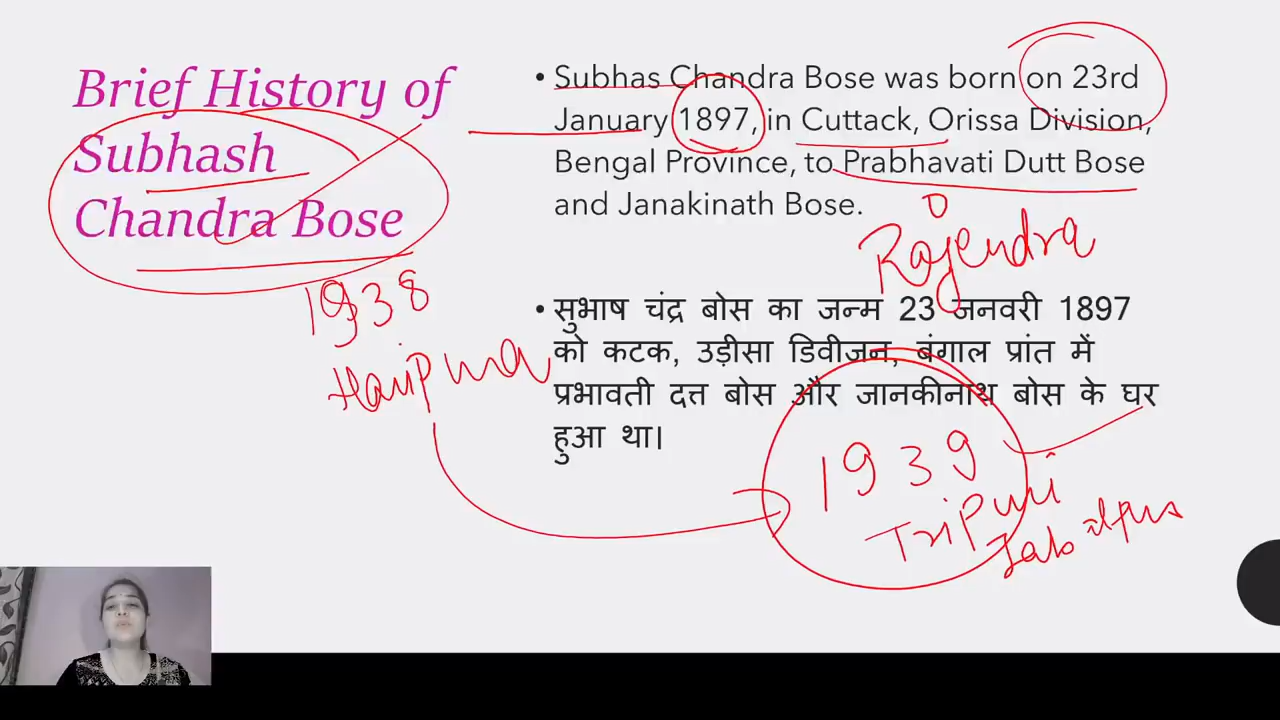 Brief History of
Subhash
Chandra Bose
• Subhas Chandra Bose was born on 23rd
January 1897, in Cuttack, Orissa Division,
Bengal Province, to Prabhavati Dutt Bose
and Janakinath Bose.
Rajendra
1938
Haripura
• सुभाष चंद्र बोस का जन्म 23 जनवरी 1897
को कटक, उड़ीसा डिवीजन, बंगाल प्रांत में
प्रभावती दत्त बोस और जानकीनाथ बोस के घर
हुआ था।
1939
Tripuri